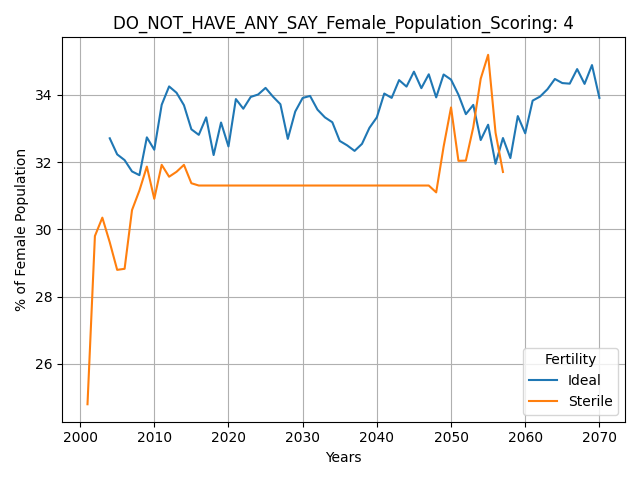 DO_NOT_HAVE_ANY_SAY_Female_Population_Scoring: 4
% of Female Population
34
32
30
28
26
2000 2010 2020 2030 2040 2050 2060 2070
Years
Fertility
Ideal
Sterile